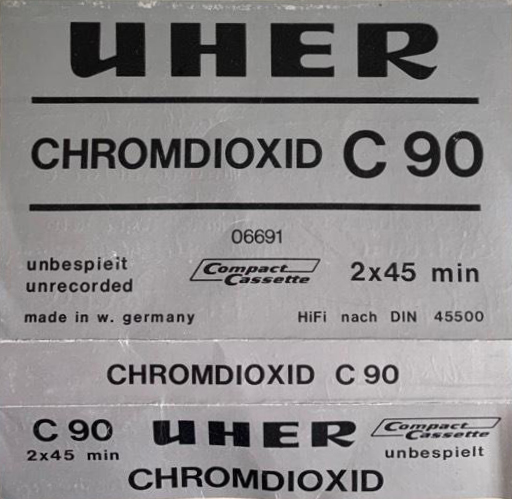 UHER
CHROMDIOXID C 90
06691
unbespieit
unrecorded
Compact Cassette
2x45 min
made in w. germany
HiFi nach DIN 45500
CHROMDIOXID C 90
C 90
2x45 min
UHER
Compact Cassette
unbespielt
CHROMDIOXID